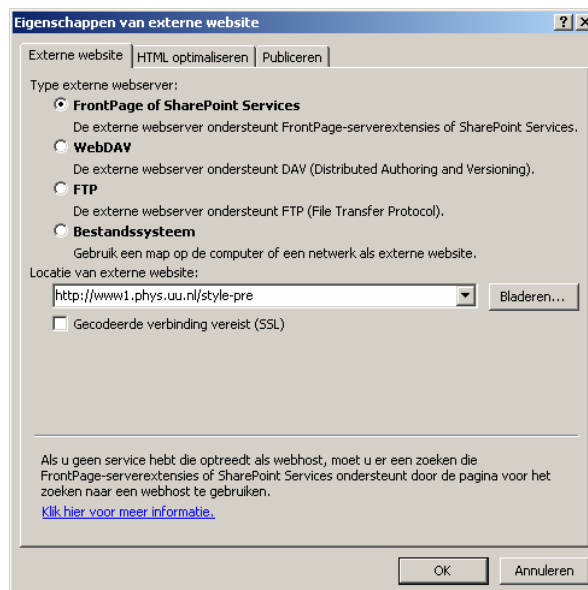 Eigenschappen van externe website
Externe website HTML optimaliseren Publiceren
Type externe webserver:
FrontPage of SharePoint Services
De externe webserver ondersteunt FrontPage-serverextensies of SharePoint Services.
WebDAV
De externe webserver ondersteunt DAV (Distributed Authoring and Versioning).
FTP
De externe webserver ondersteunt FTP (File Transfer Protocol).
Bestandssysteem
Gebruik een map op de computer of een netwerk als externe website.
Locatie van externe website:
http://www1.phys.uu.nl/style-pre Bladeren...
Gecodeerde verbinding vereist (SSL)
Als u geen service hebt die optreedt als webhost, moet u er een zoeken die
FrontPage-serverextensies of SharePoint Services ondersteunt door de pagina voor het
zoeken naar een webhost te gebruiken.
Klik hier voor meer informatie.
OK Annuleren